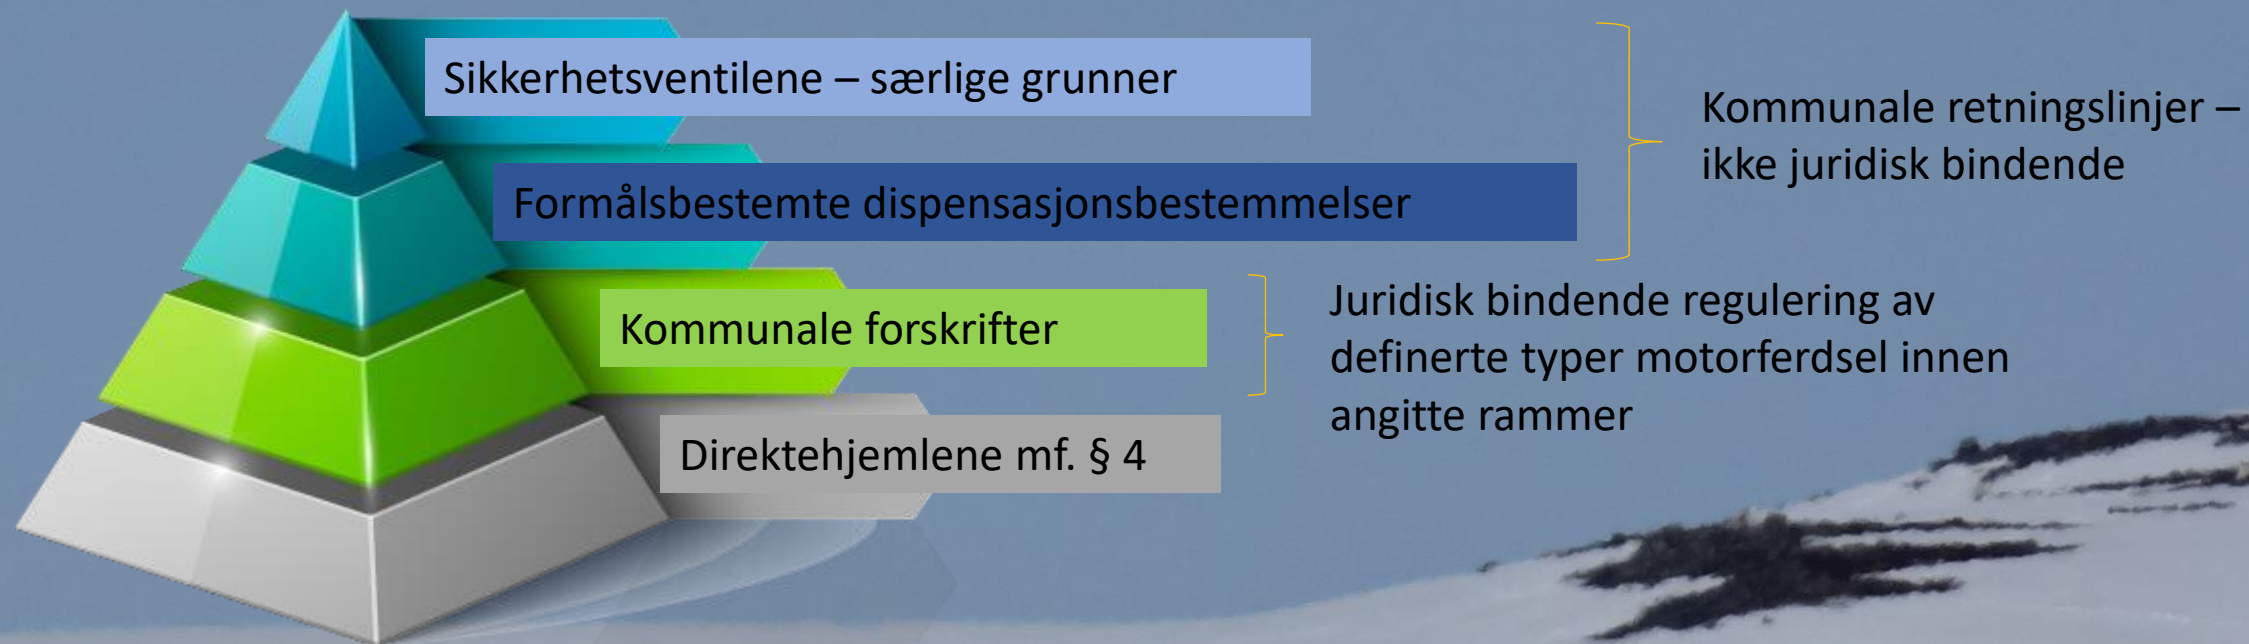 Sikkerhetsventilene – særlige grunner
Formålsbestemte dispensasjonsbestemmelser
Kommunale retningslinjer –
ikke juridisk bindende
Kommunale forskrifter
Juridisk bindende regulering av
definerte typer motorferdsel innen
angitte rammer
Direktehjemlene mf. § 4